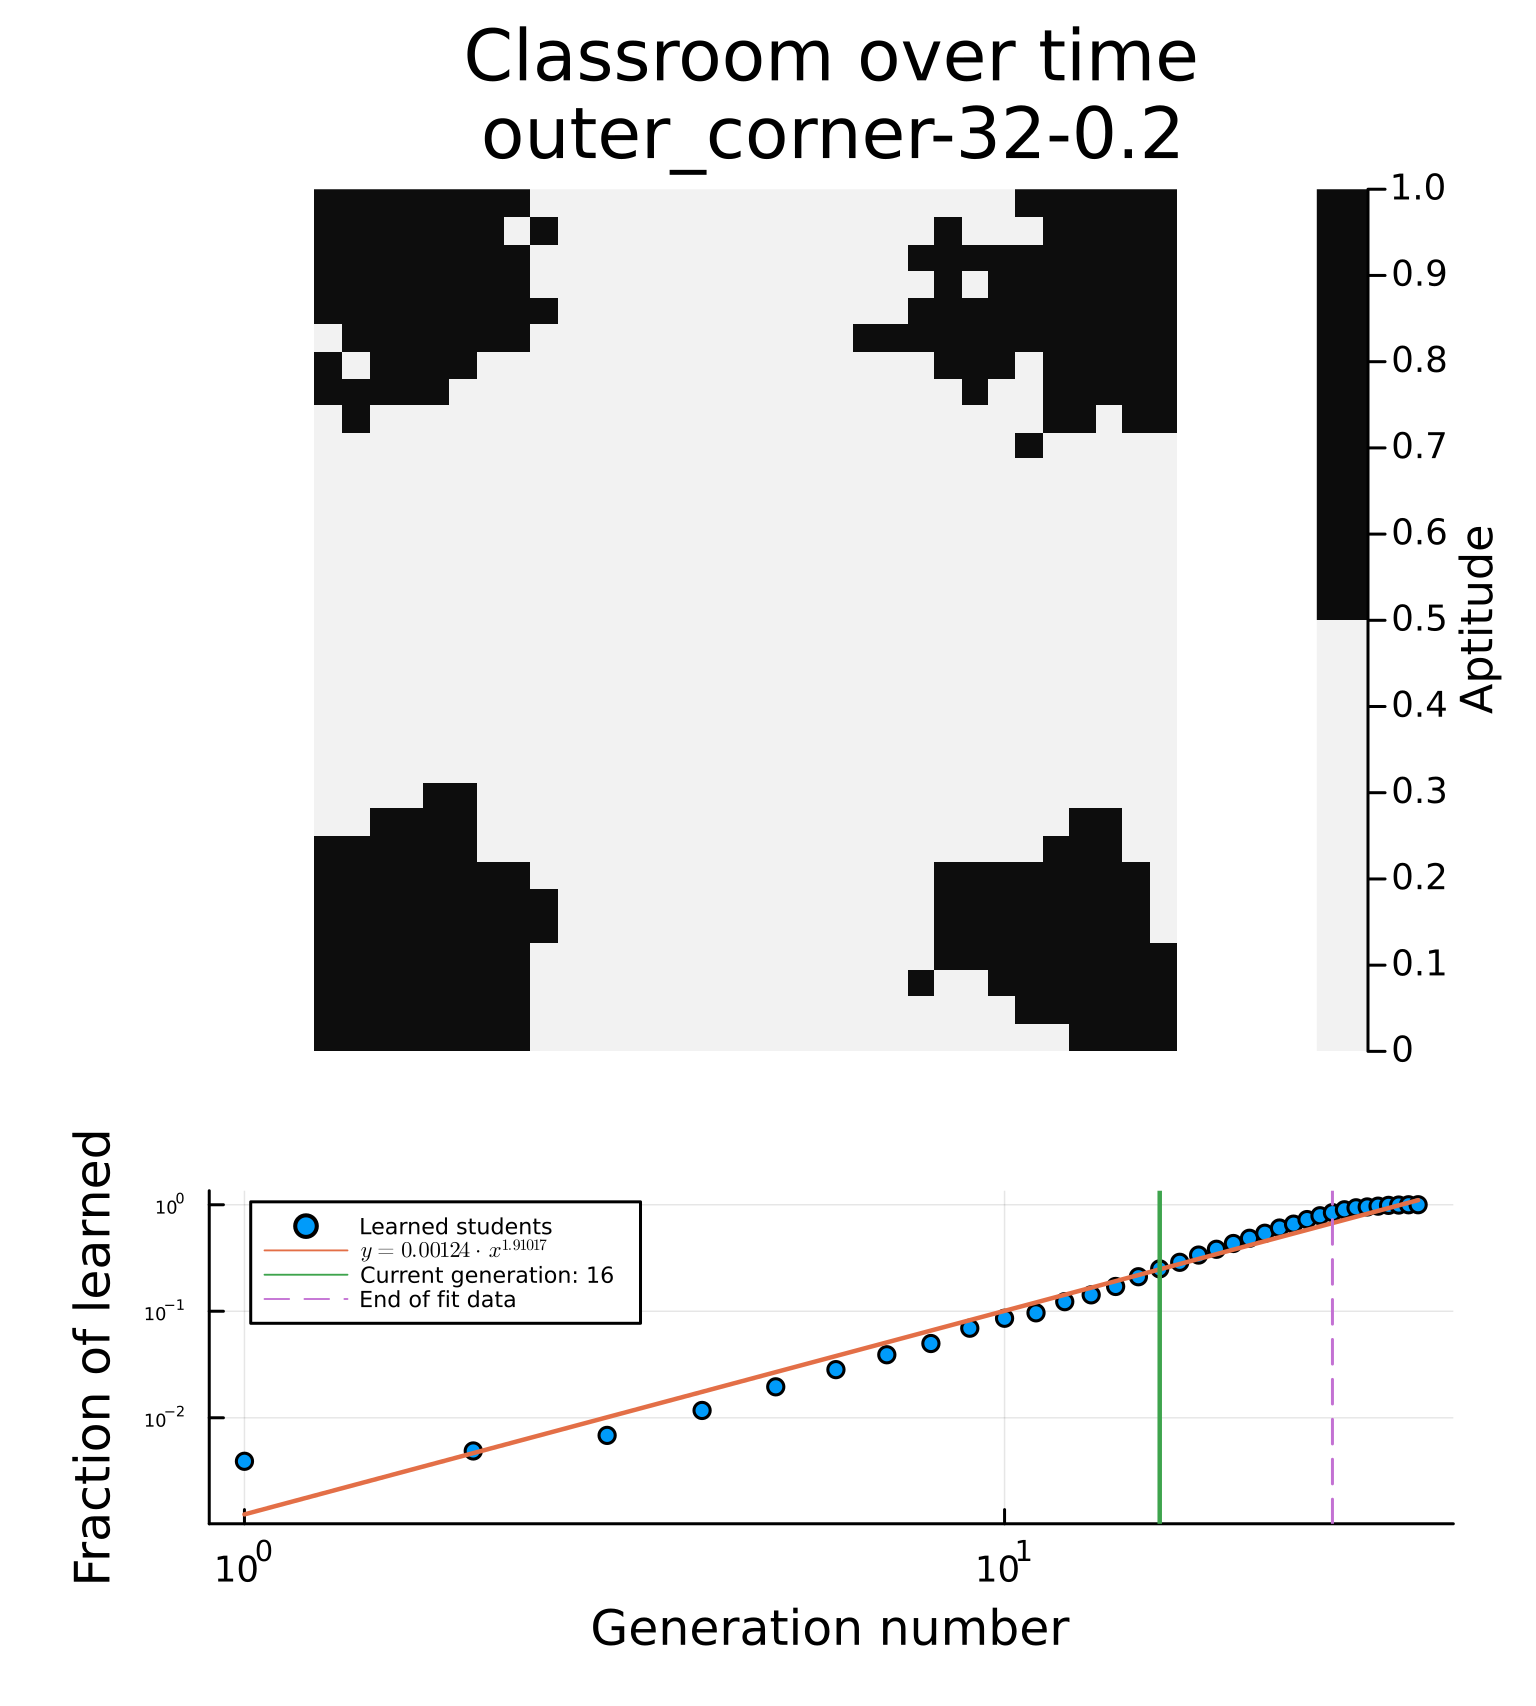 Classroom over time
outer_corner-32-0.2
1.0
0.9
0.8
0.7
0.6
0.5
0.4
0.3
0.2
0.1
0
Aptitude
Fraction of learned
10⁰
10⁻¹
10⁻²
Learned students
y = 0.00124 · x^1.91017
Current generation: 16
End of fit data
10⁰
10¹
Generation number